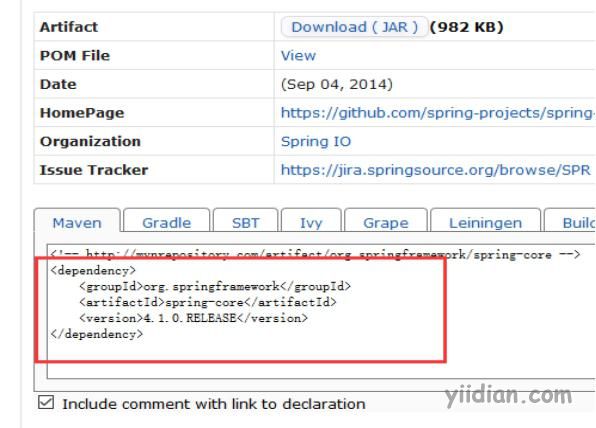 Artifact Download ( JAR ) (982 KB)
POM File View
Date (Sep 04, 2014)
HomePage https://github.com/spring-projects/spring-
Organization Spring IO
Issue Tracker https://jira.springsource.org/browse/SPR
Maven Gradle SBT Ivy Grape Leiningen Build
<!-- http://mvnrepository.com/artifact/org.springframework/spring-core -->
<dependency>
<groupId>org.springframework</groupId>
<artifactId>spring-core</artifactId>
<version>4.1.0.RELEASE</version>
</dependency>
yiidian.com
Include comment with link to declaration